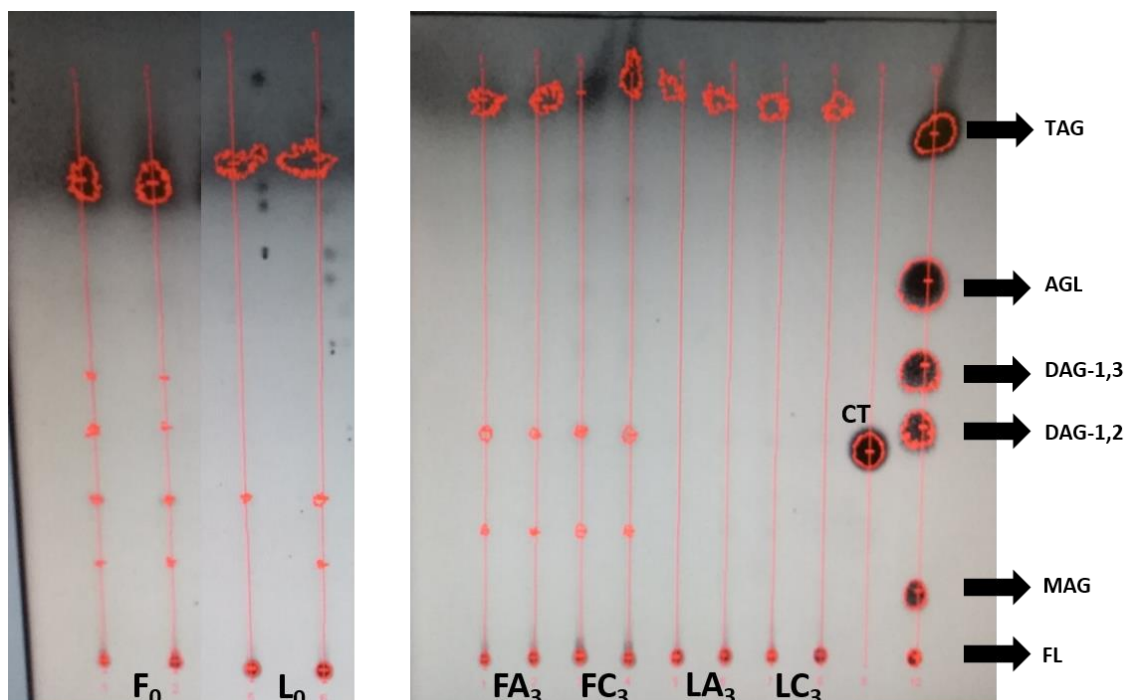 TAG
AGL
DAG-1,3
CT
DAG-1,2
MAG
FL
F₀ L₀ FA₃ FC₃ LA₃ LC₃